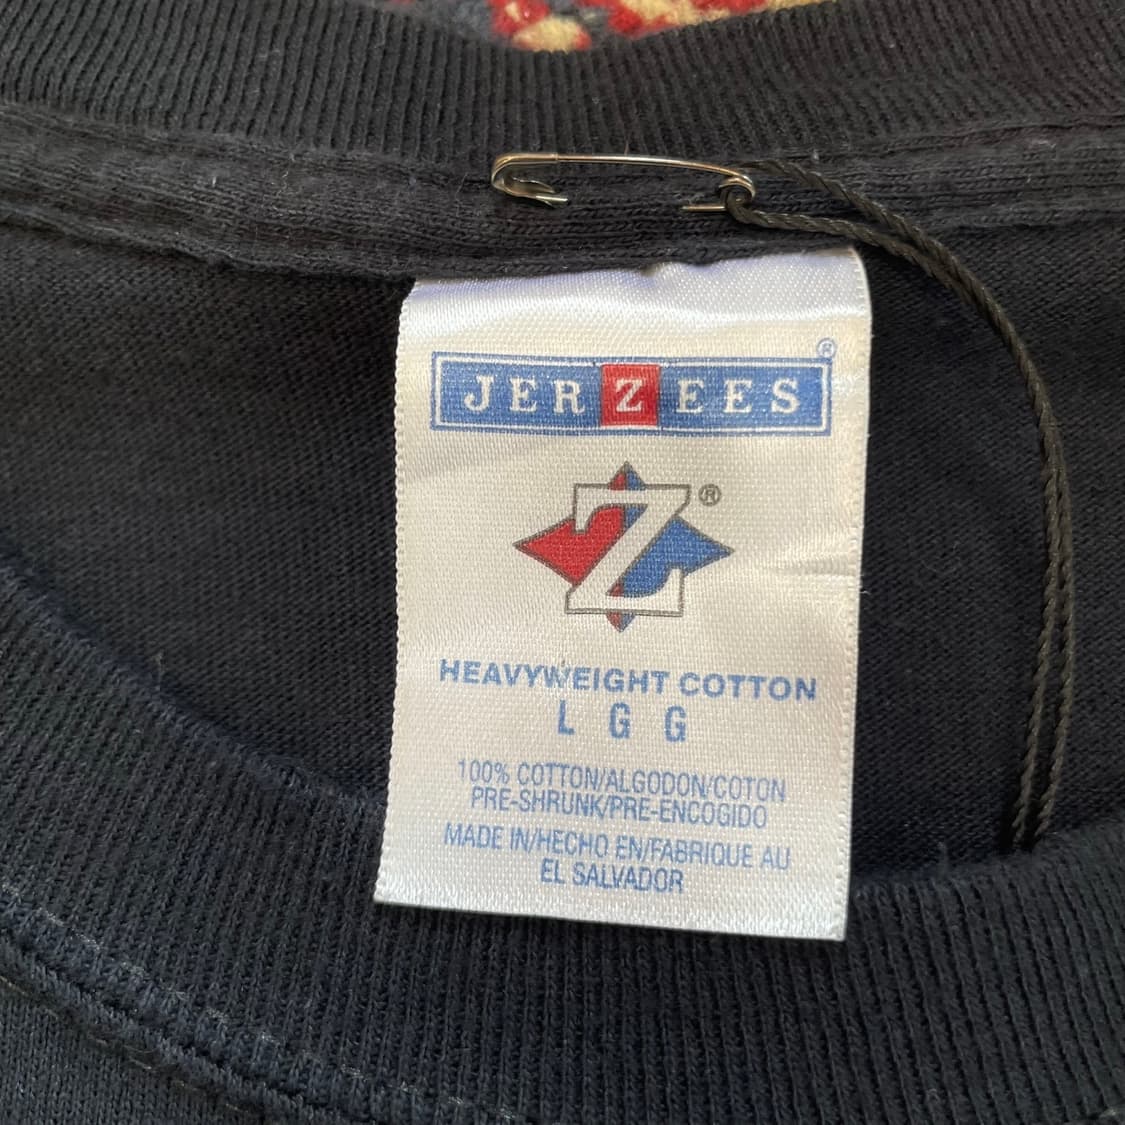 JERZEES®
Z®
HEAVYWEIGHT COTTON
L G G
100% COTTON/ALGODON/COTON
PRE-SHRUNK/PRE-ENCOGIDO
MADE IN/HECHO EN/FABRIQUE AU
EL SALVADOR